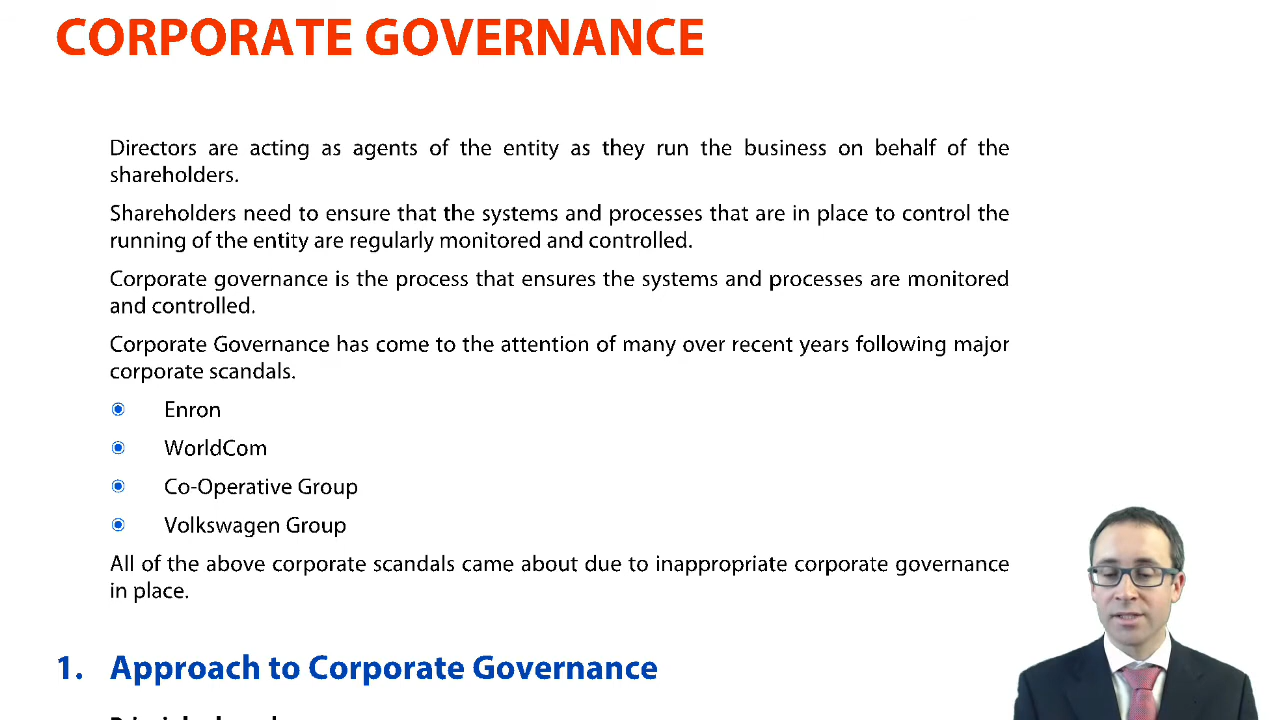 CORPORATE GOVERNANCE
Directors are acting as agents of the entity as they run the business on behalf of the
shareholders.
Shareholders need to ensure that the systems and processes that are in place to control the
running of the entity are regularly monitored and controlled.
Corporate governance is the process that ensures the systems and processes are monitored
and controlled.
Corporate Governance has come to the attention of many over recent years following major
corporate scandals.
Enron
WorldCom
Co-Operative Group
Volkswagen Group
All of the above corporate scandals came about due to inappropriate corporate governance
in place.
1. Approach to Corporate Governance